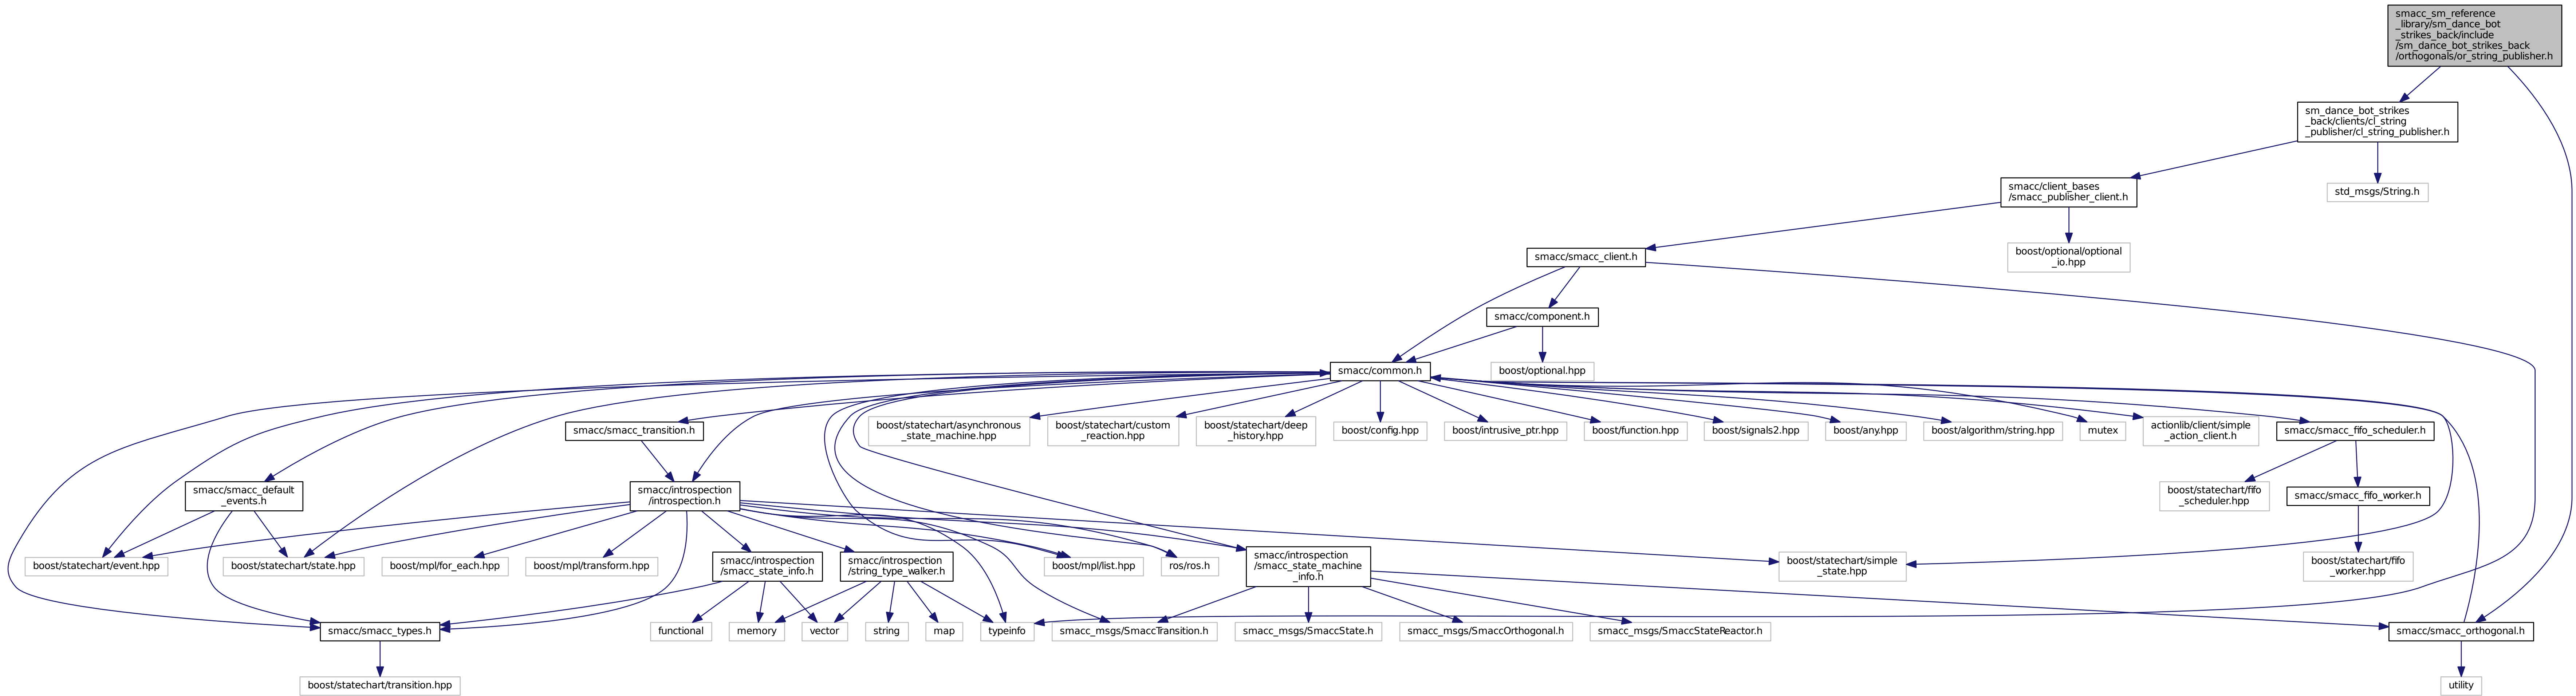 smacc_sm_reference
_library/sm_dance_bot
_strikes_back/include
/sm_dance_bot_strikes_back
/orthogonals/or_string_publisher.h
sm_dance_bot_strikes
_back/clients/cl_string
_publisher/cl_string_publisher.h
smacc/client_bases
/smacc_publisher_client.h
std_msgs/String.h
smacc/smacc_client.h
boost/optional/optional
_io.hpp
smacc/component.h
smacc/common.h
boost/optional.hpp
smacc/smacc_transition.h
boost/statechart/asynchronous
_state_machine.hpp
boost/statechart/custom
_reaction.hpp
boost/statechart/deep
_history.hpp
boost/config.hpp
boost/intrusive_ptr.hpp
boost/function.hpp
boost/signals2.hpp
boost/any.hpp
boost/algorithm/string.hpp
mutex
actionlib/client/simple
_action_client.h
smacc/smacc_fifo_scheduler.h
smacc/smacc_default
_events.h
smacc/introspection
/introspection.h
boost/statechart/fifo
_scheduler.hpp
smacc/smacc_fifo_worker.h
boost/statechart/event.hpp
boost/statechart/state.hpp
boost/mpl/for_each.hpp
boost/mpl/transform.hpp
smacc/introspection
/smacc_state_info.h
smacc/introspection
/string_type_walker.h
boost/mpl/list.hpp
ros/ros.h
smacc/introspection
/smacc_state_machine
_info.h
boost/statechart/simple
_state.hpp
boost/statechart/fifo
_worker.hpp
smacc/smacc_types.h
functional
memory
vector
string
map
typeinfo
smacc_msgs/SmaccTransition.h
smacc_msgs/SmaccState.h
smacc_msgs/SmaccOrthogonal.h
smacc_msgs/SmaccStateReactor.h
smacc/smacc_orthogonal.h
boost/statechart/transition.hpp
utility